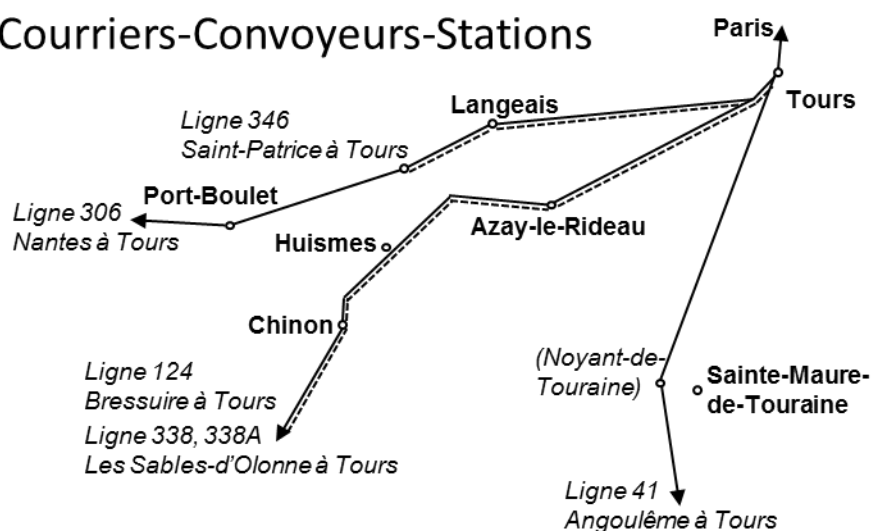 Courriers-Convoyeurs-Stations
Paris
Tours
Langeais
Ligne 346
Saint-Patrice à Tours
Port-Boulet
Ligne 306
Nantes à Tours
Azay-le-Rideau
Huismes
Chinon
Ligne 124
Bressuire à Tours
Ligne 338, 338A
Les Sables-d'Olonne à Tours
(Noyant-de-
Touraine)
Sainte-Maure-
de-Touraine
Ligne 41
Angoulême à Tours